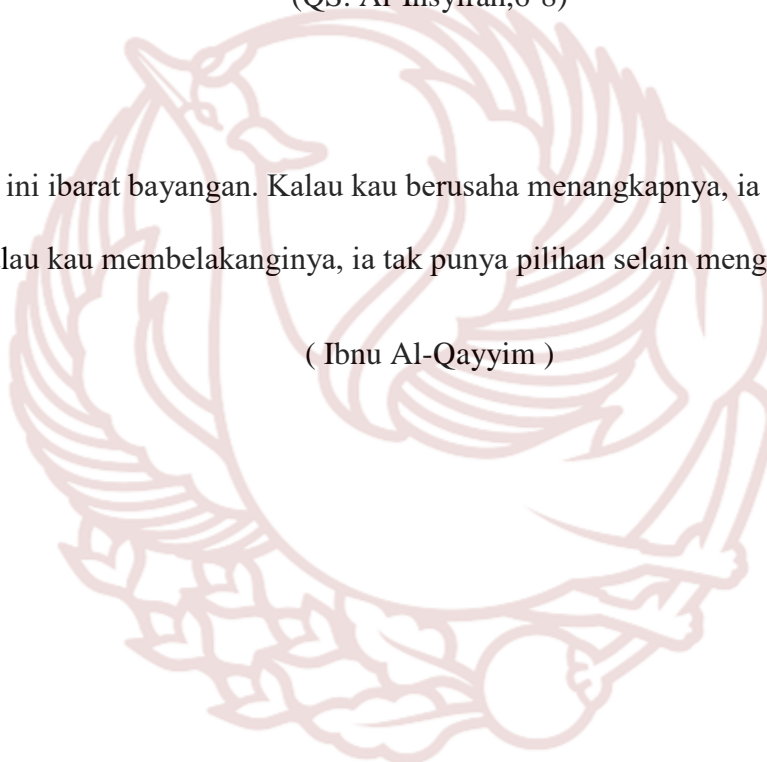 (QS. Al-Insyirah,6-8)
ini ibarat bayangan. Kalau kau berusaha menangkapnya, ia
lau kau membelakanginya, ia tak punya pilihan selain meng
( Ibnu Al-Qayyim )